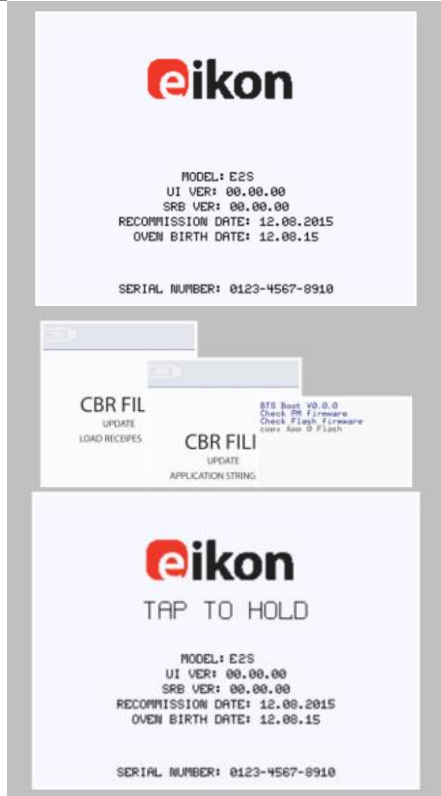 eikon
MODEL: E2S
UI VER: 00.00.00
SRB VER: 00.00.00
RECOMMISSION DATE: 12.08.2015
OVEN BIRTH DATE: 12.08.15
SERIAL NUMBER: 0123-4567-8910
CBR FIL
UPDATE
LOAD RECEIPES
CBR FILI
UPDATE
APPLICATION STRING
BTS Boot V0.0.0
Check PM firmware
Check Flash firmware
copy App 0 Flash
eikon
TAP TO HOLD
MODEL: E2S
UI VER: 00.00.00
SRB VER: 00.00.00
RECOMMISSION DATE: 12.08.2015
OVEN BIRTH DATE: 12.08.15
SERIAL NUMBER: 0123-4567-8910